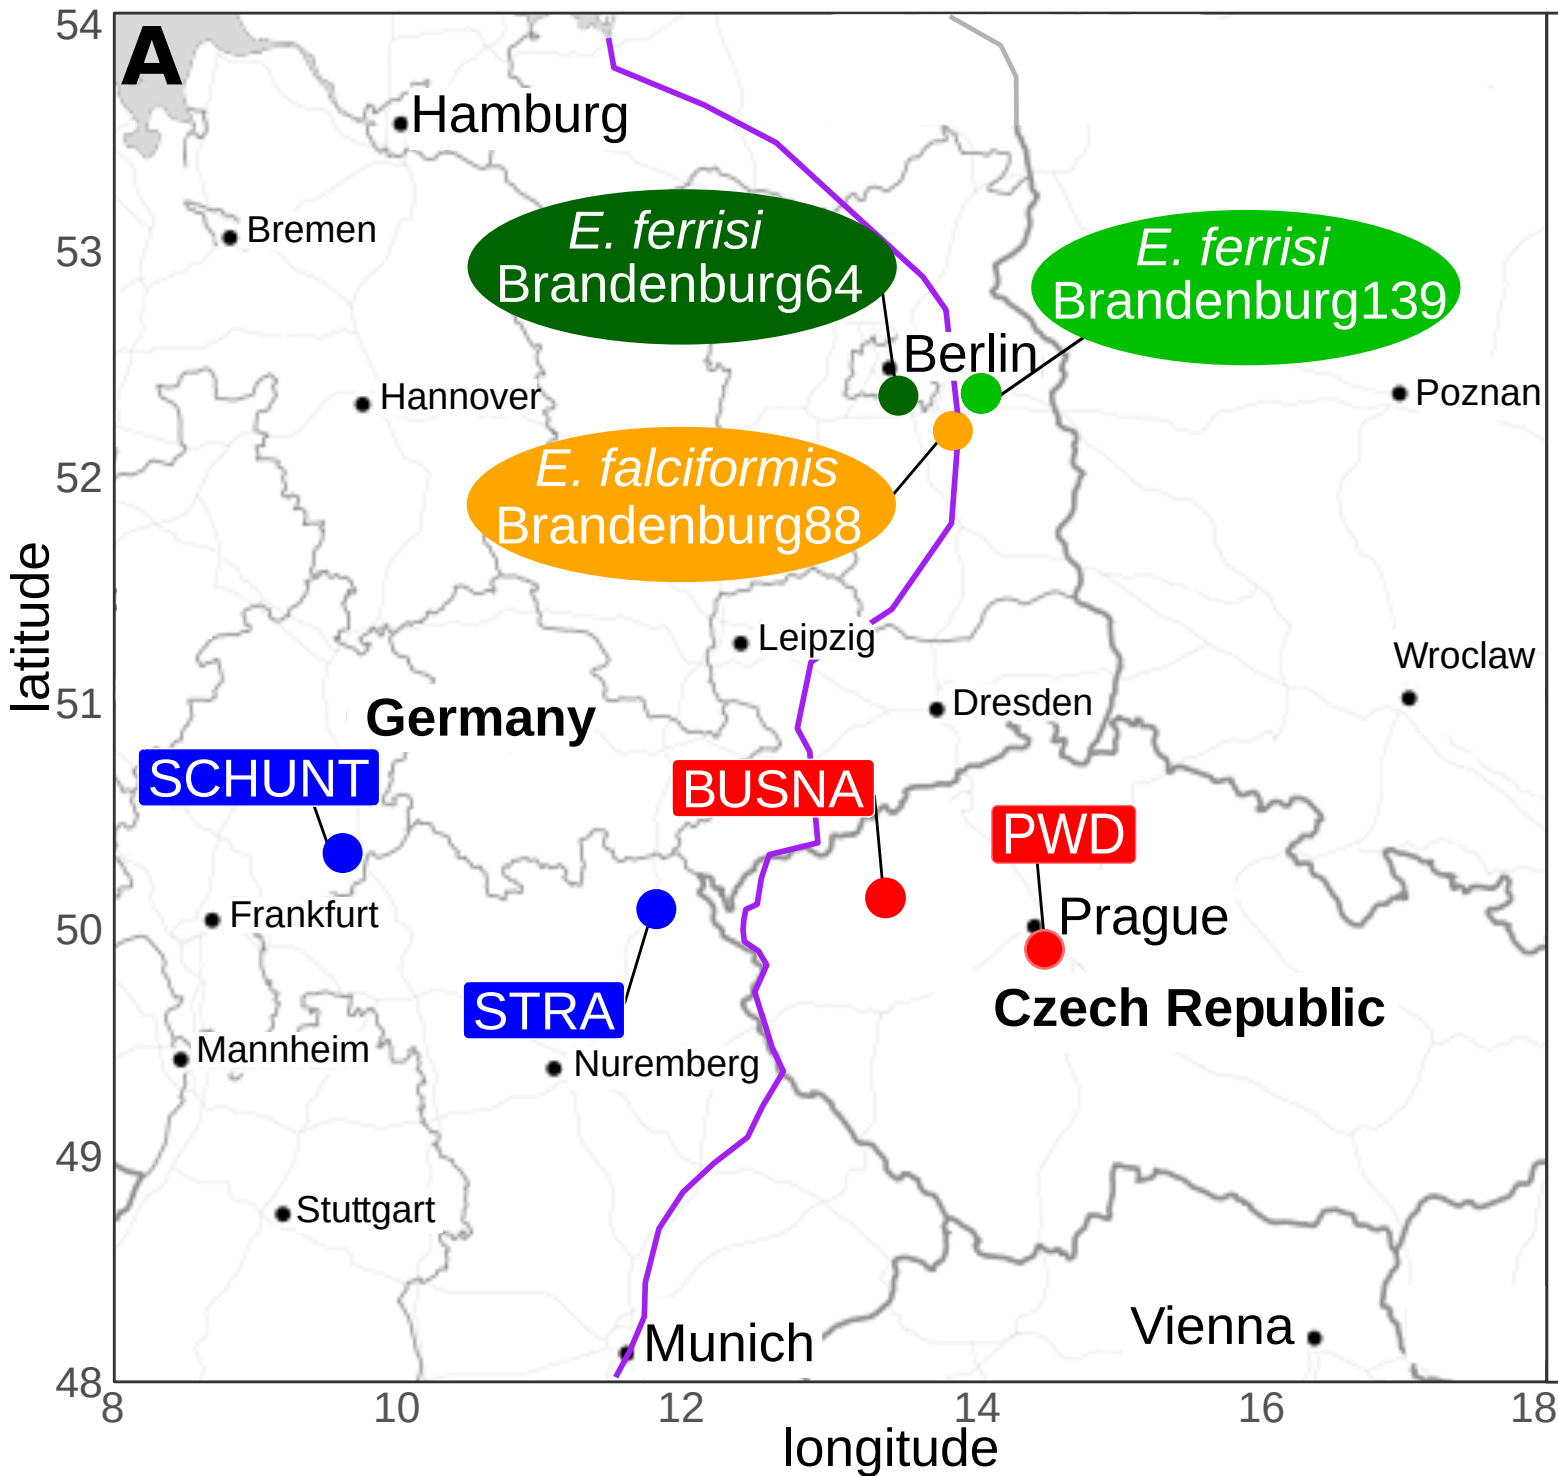 A
54
53
52
51
50
49
48
latitude
Hamburg
Bremen
E. ferrisi
Brandenburg64
E. ferrisi
Brandenburg139
Berlin
Hannover
Poznan
E. falciformis
Brandenburg88
Leipzig
Wroclaw
Germany
Dresden
SCHUNT
BUSNA
PWD
Frankfurt
Prague
STRA
Czech Republic
Mannheim
Nuremberg
Stuttgart
Munich
Vienna
8
10
12
14
16
18
longitude